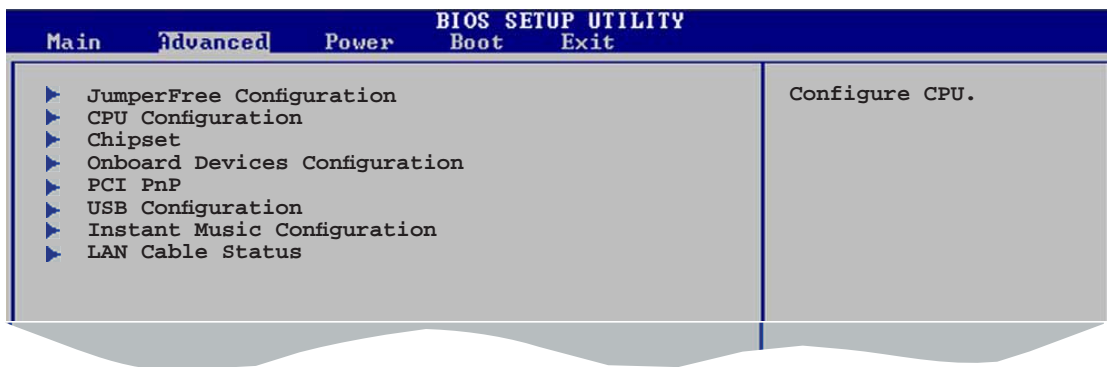 BIOS SETUP UTILITY
Main Advanced Power Boot Exit
JumperFree Configuration
CPU Configuration
Chipset
Onboard Devices Configuration
PCI PnP
USB Configuration
Instant Music Configuration
LAN Cable Status
Configure CPU.